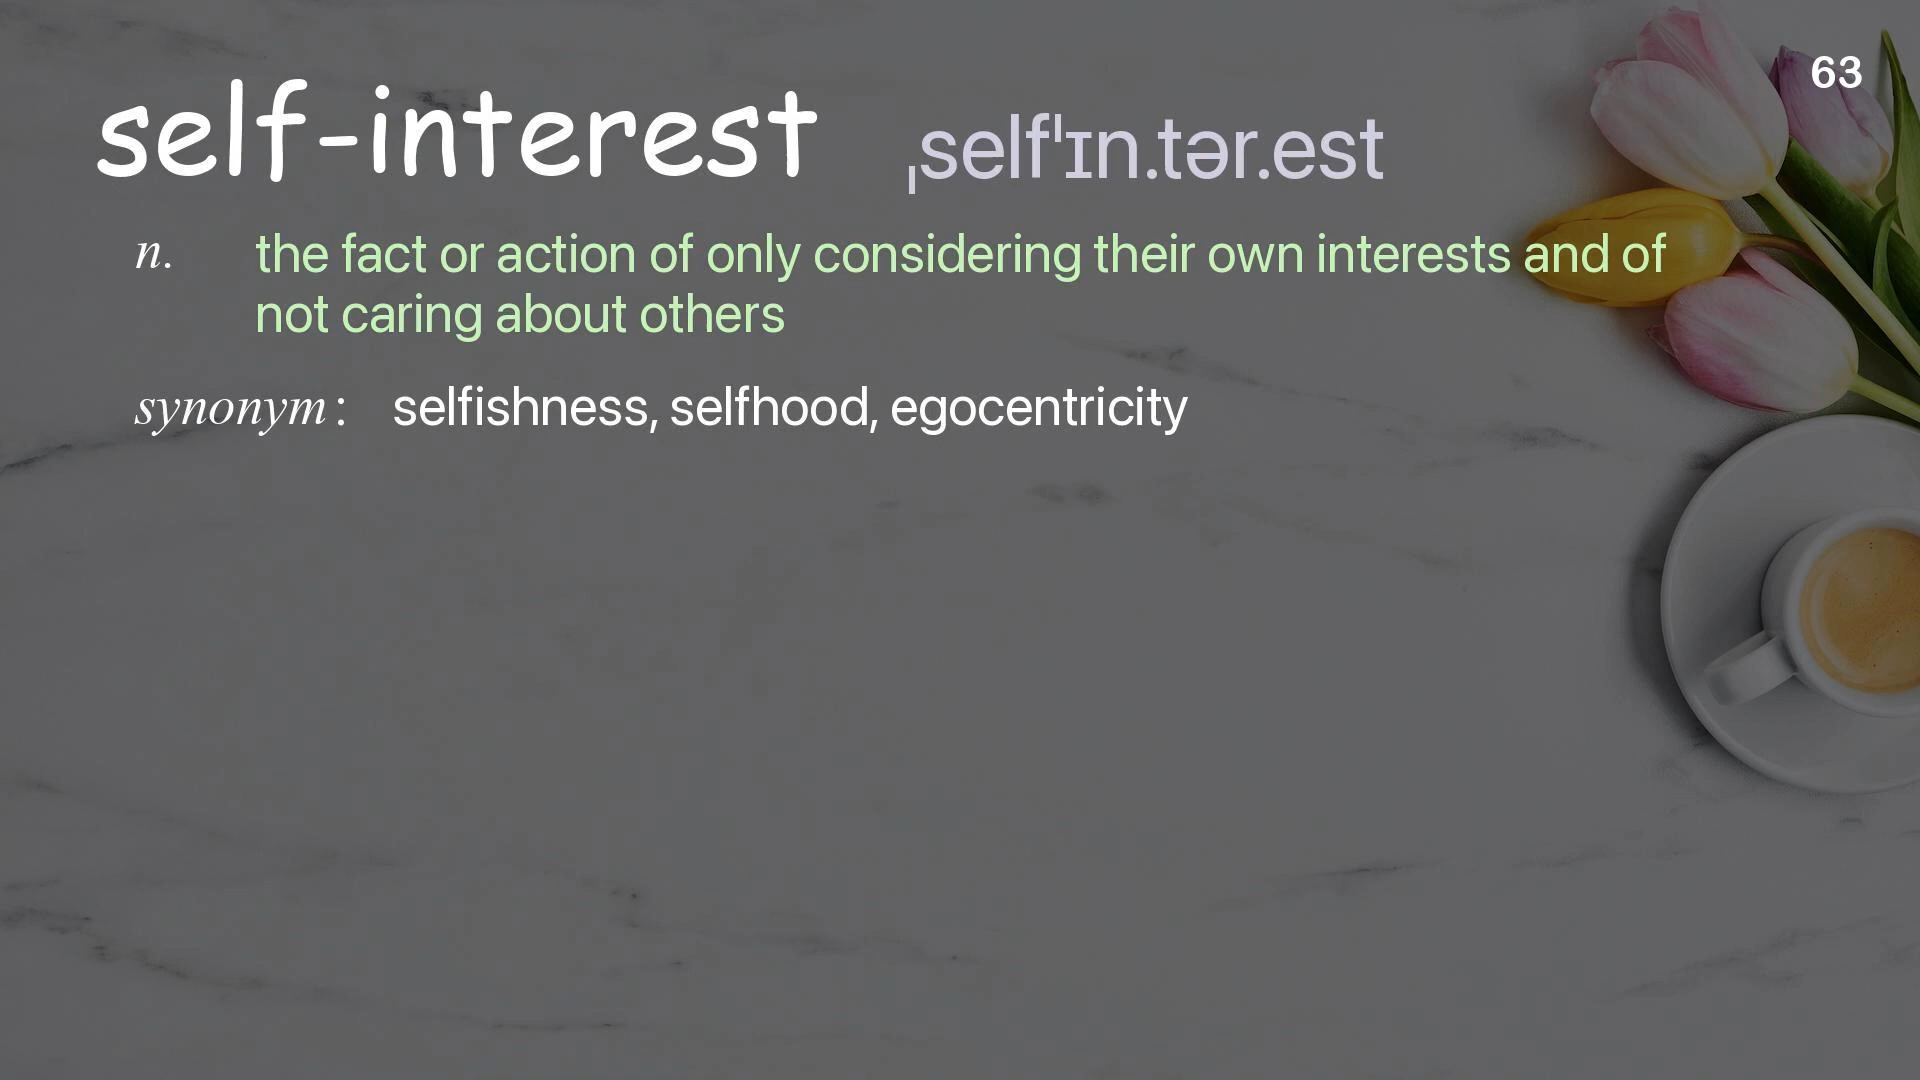 63
self-interest ˌselfˈɪn.tər.est
n. the fact or action of only considering their own interests and of
not caring about others
synonym: selfishness, selfhood, egocentricity